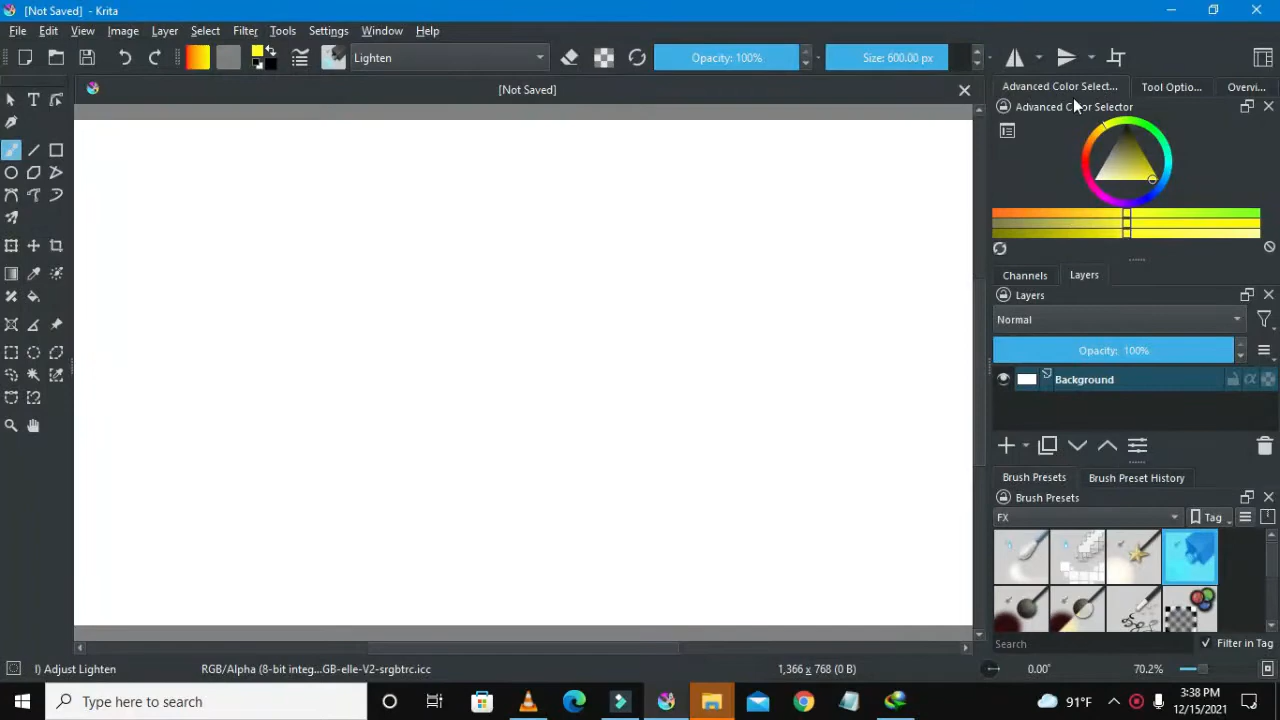 [Not Saved] - Krita
File Edit View Image Layer Select Filter Tools Settings Window Help
Lighten Opacity: 100% Size: 600.00 px
[Not Saved]
Advanced Color Select... Tool Optio... Overvi...
Advanced Color Selector
Channels Layers
Layers
Normal
Opacity: 100%
Background
Brush Presets Brush Preset History
Brush Presets
FX Tag
Search Filter in Tag
I) Adjust Lighten RGB/Alpha (8-bit integ...GB-elle-V2-srgbtrc.icc 1,366 x 768 (0 B) 0.00° 70.2%
Type here to search 91°F 3:38 PM
12/15/2021